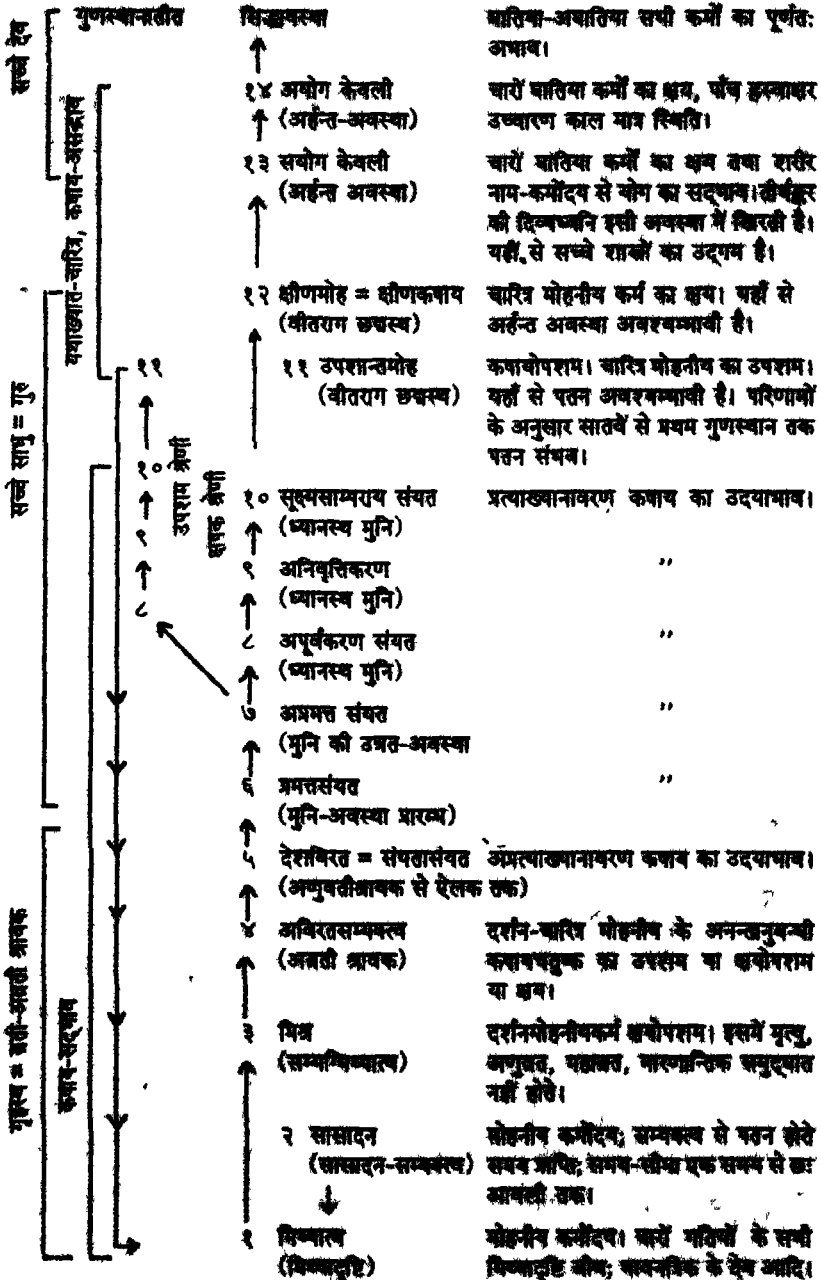 गुणस्थानातीत सिद्धावस्था घातिया-अघातिया सभी कर्मों का पूर्णतः
अभाव।
१४ अयोग केवली चारों घातिया कर्मों का क्षय, पाँच ह्रस्वाक्षर
(अर्हन्त-अवस्था) उच्चारण काल मात्र स्थिति।
१३ सयोग केवली चारों घातिया कर्मों का क्षय तथा शरीर
(अर्हन्त अवस्था) नाम-कर्मोदय से योग का सद्भाव। तीर्थङ्कर
की दिव्यध्वनि इसी अवस्था में खिरती है।
यहीं से सच्चे शास्त्रों का उद्गम है।
१२ क्षीणमोह = क्षीणकषाय चारित्र मोहनीय कर्म का क्षय। यहाँ से
(वीतराग छद्मस्थ) अर्हन्त अवस्था अवश्यम्भावी है।
११ ११ उपशान्तमोह कषायोपशम। चारित्र मोहनीय का उपशम।
(वीतराग छद्मस्थ) यहाँ से पतन अवश्यम्भावी है। परिणामों
के अनुसार सातवें से प्रथम गुणस्थान तक
पतन संभव।
१० १० सूक्ष्मसाम्पराय संयत प्रत्याख्यानावरण कषाय का उदयाभाव।
(ध्यानस्थ मुनि)
९ ९ अनिवृत्तिकरण ,,
(ध्यानस्थ मुनि)
८ ८ अपूर्वकरण संयत ,,
(ध्यानस्थ मुनि)
७ अप्रमत्त संयत ,,
(मुनि की उन्नत-अवस्था
६ प्रमत्तसंयत ,,
(मुनि-अवस्था प्रारम्भ)
५ देशविरत = संयतासंयत अप्रत्याख्यानावरण कषाय का उदयाभाव।
(अणुव्रतीश्रावक से ऐलक तक)
४ अविरतसम्यक्त्व दर्शन-चारित्र मोहनीय के अनन्तानुबन्धी
(अव्रती श्रावक) कषायचतुष्क का उपशम या क्षयोपशम
या क्षय।
३ मिश्र दर्शनमोहनीयकर्म क्षयोपशम। इसमें मृत्यु,
(सम्यग्मिथ्यात्व) अणुव्रत, महाव्रत, मारणान्तिक समुद्घात
नहीं होते।
२ सासादन मोहनीय कर्मोदय; सम्यक्त्व से पतन होते
(सासादन-सम्यक्त्व) समय प्राप्ति; समय-सीमा एक समय से छः
आवली तक।
१ मिथ्यात्व मोहनीय कर्मोदय। चारों गतियों के सभी
(मिथ्यादृष्टि) मिथ्यादृष्टि जीव; भवनत्रिक के देव आदि।
सच्चे देव
यथाख्यात-चारित्र, कषाय-असद्भाव
सच्चे साधु = गुरु
उपशम श्रेणी
क्षपक श्रेणी
गृहस्थ = व्रती-अव्रती श्रावक
कषाय-सद्भाव